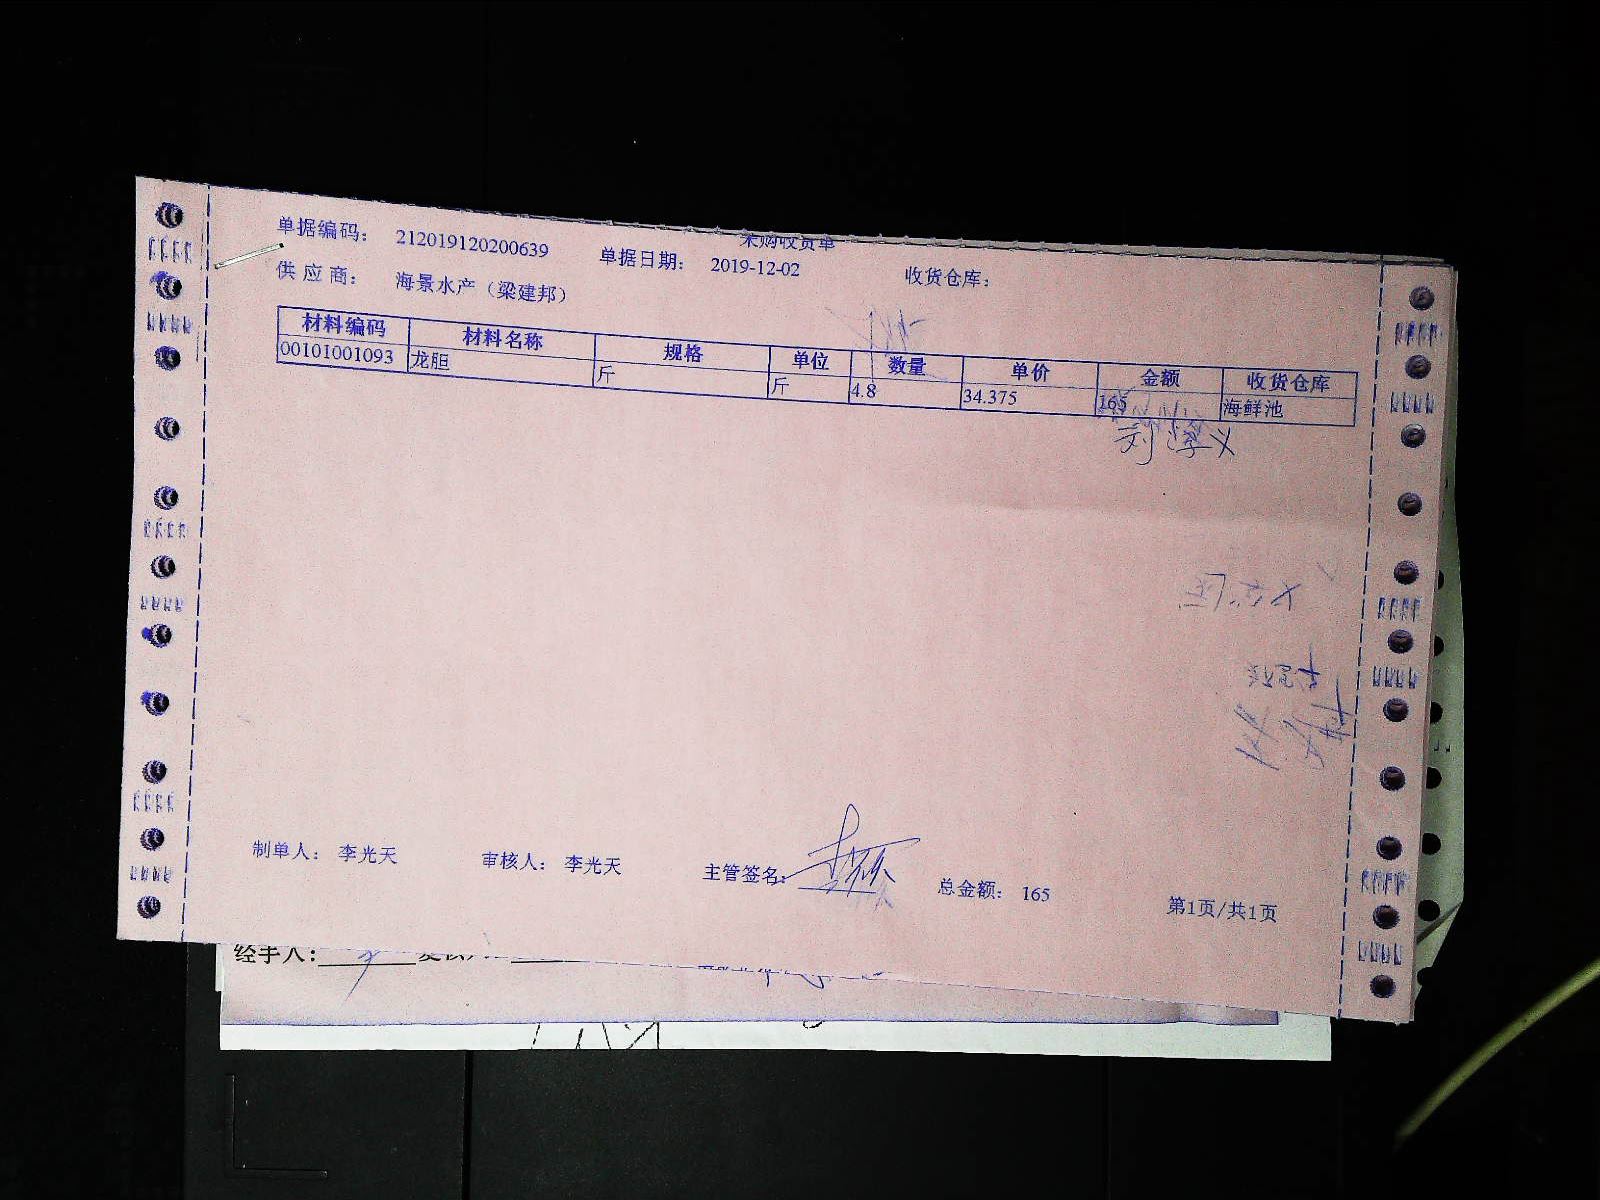 采购收货单
单据编码： 212019120200639 单据日期： 2019-12-02 收货仓库：
供应商： 海景水产（梁建邦）
材料编码 材料名称 规格 单位 数量 单价 金额 收货仓库
00101001093 龙胆 斤 斤 4.8 34.375 165 海鲜池
制单人： 李光天 审核人： 李光天 主管签名： 总金额： 165 第1页/共1页
经手人：